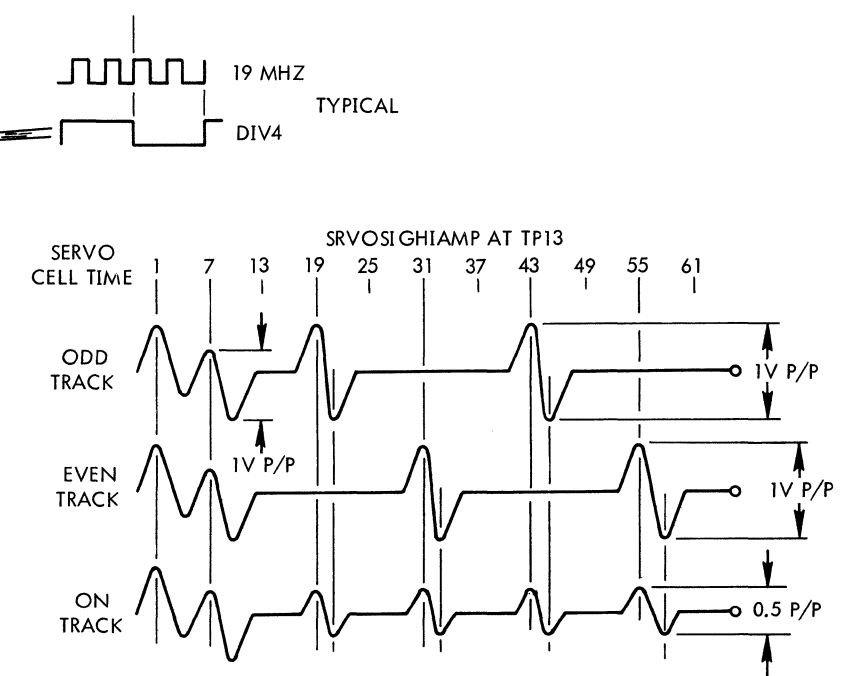 19 MHZ
TYPICAL
DIV4
SRVOSIGHIAMP AT TP13
SERVO
CELL TIME
1 7 13 19 25 31 37 43 49 55 61
ODD
TRACK
1V P/P
1V P/P
EVEN
TRACK
1V P/P
ON
TRACK
0.5 P/P